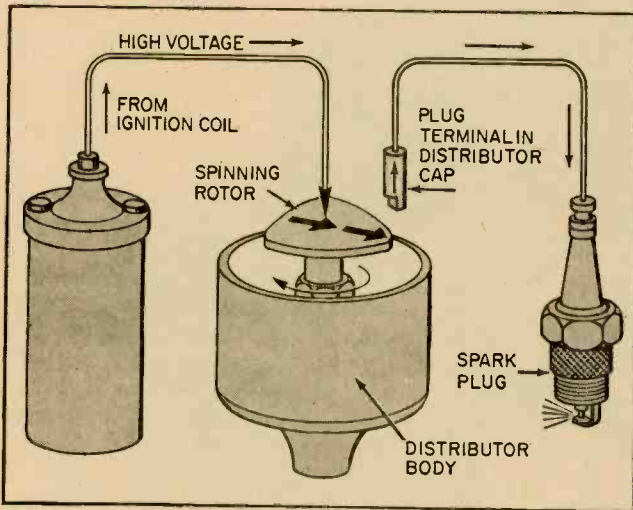 HIGH VOLTAGE
FROM
IGNITION COIL
SPINNING
ROTOR
PLUG
TERMINAL IN
DISTRIBUTOR
CAP
SPARK
PLUG
DISTRIBUTOR
BODY